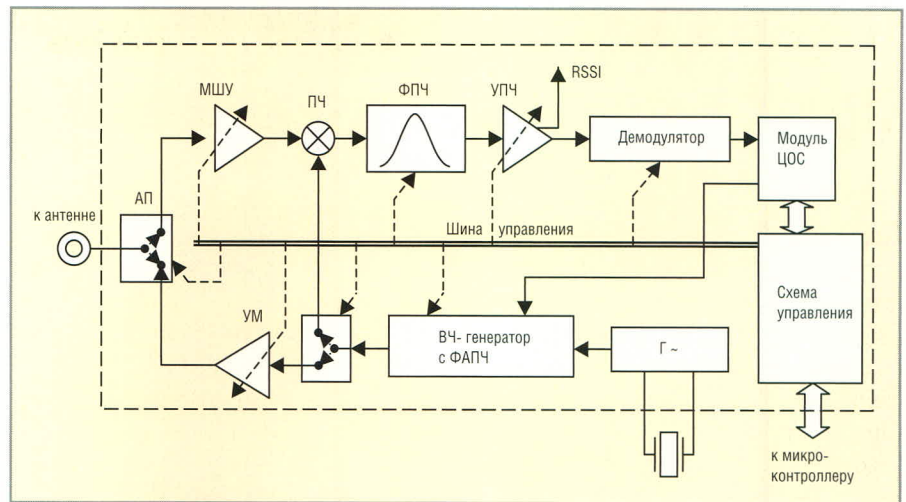 RSSI
МШУ
ПЧ
ФПЧ
УПЧ
Демодулятор
Модуль
ЦОС
АП
к антенне
Шина управления
Схема
управления
УМ
ВЧ- генератор
с ФАПЧ
Г ~
к микро-
контроллеру